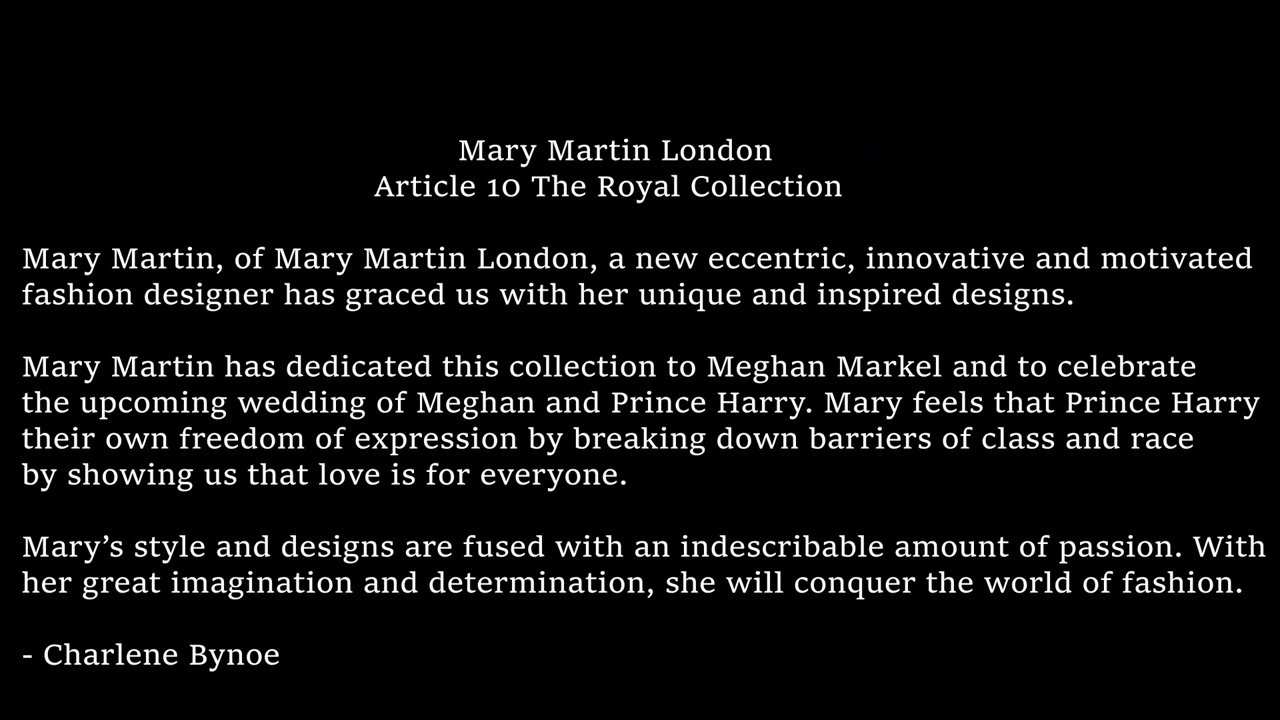 Mary Martin London
Article 10 The Royal Collection
Mary Martin, of Mary Martin London, a new eccentric, innovative and motivated
fashion designer has graced us with her unique and inspired designs.
Mary Martin has dedicated this collection to Meghan Markel and to celebrate
the upcoming wedding of Meghan and Prince Harry. Mary feels that Prince Harry
their own freedom of expression by breaking down barriers of class and race
by showing us that love is for everyone.
Mary’s style and designs are fused with an indescribable amount of passion. With
her great imagination and determination, she will conquer the world of fashion.
- Charlene Bynoe